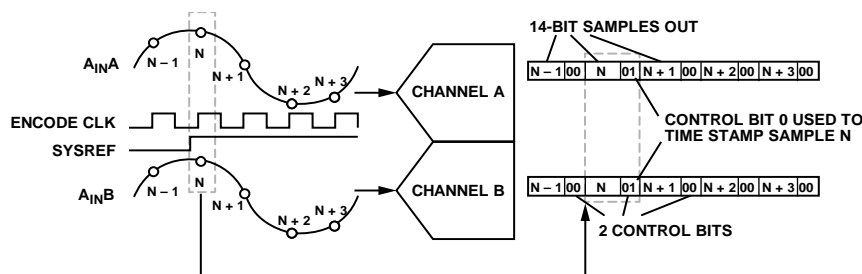 14-BIT SAMPLES OUT
AINA
N – 1
N
N + 1
N + 2
N + 3
CHANNEL A
N – 1 00 N 01 N + 1 00 N + 2 00 N + 3 00
ENCODE CLK
SYSREF
CONTROL BIT 0 USED TO
TIME STAMP SAMPLE N
AINB
N – 1
N
N + 1
N + 2
N + 3
CHANNEL B
N – 1 00 N 01 N + 1 00 N + 2 00 N + 3 00
2 CONTROL BITS